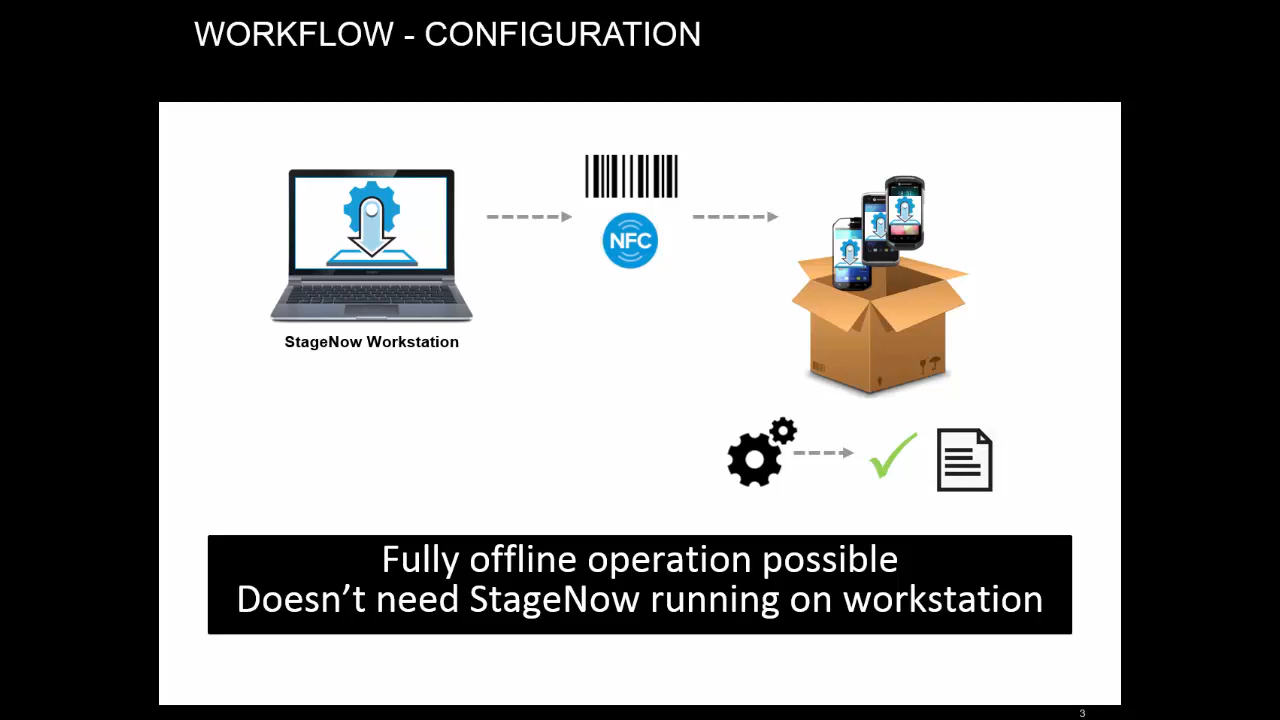 WORKFLOW - CONFIGURATION
NFC
StageNow Workstation
Fully offline operation possible
Doesn't need StageNow running on workstation
3